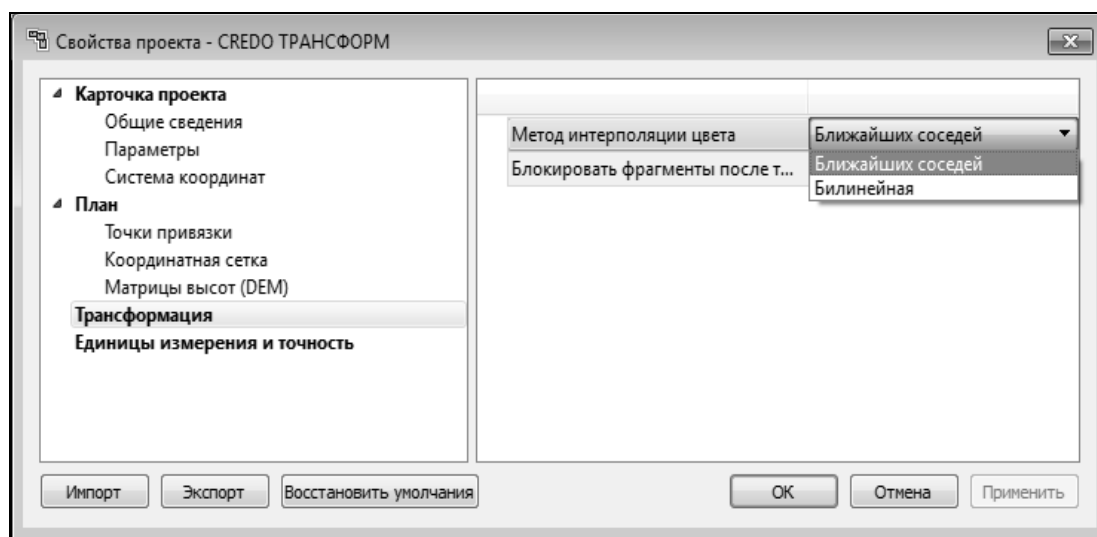 Свойства проекта - CREDO ТРАНСФОРМ
Карточка проекта
Общие сведения
Параметры
Система координат
План
Точки привязки
Координатная сетка
Матрицы высот (DEM)
Трансформация
Единицы измерения и точность
Метод интерполяции цвета
Ближайших соседей
Блокировать фрагменты после т...
Ближайших соседей
Билинейная
Импорт
Экспорт
Восстановить умолчания
OK
Отмена
Применить